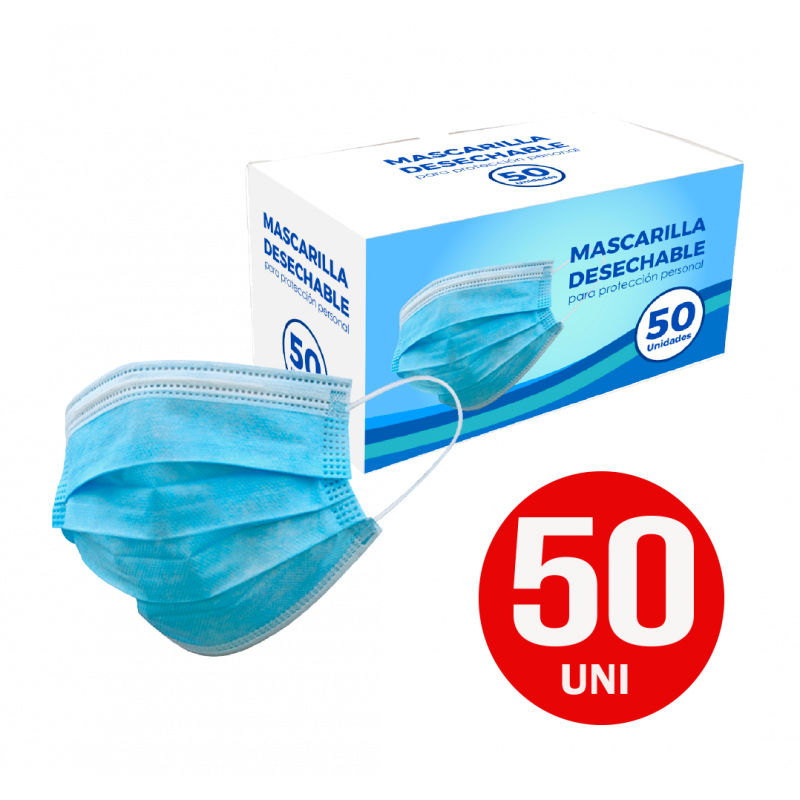 MASCARILLA
DESECHABLE
para protección personal
50
Unidades
MASCARILLA
DESECHABLE
para protección personal
50
MASCARILLA
DESECHABLE
para protección personal
50
Unidades
50
UNI